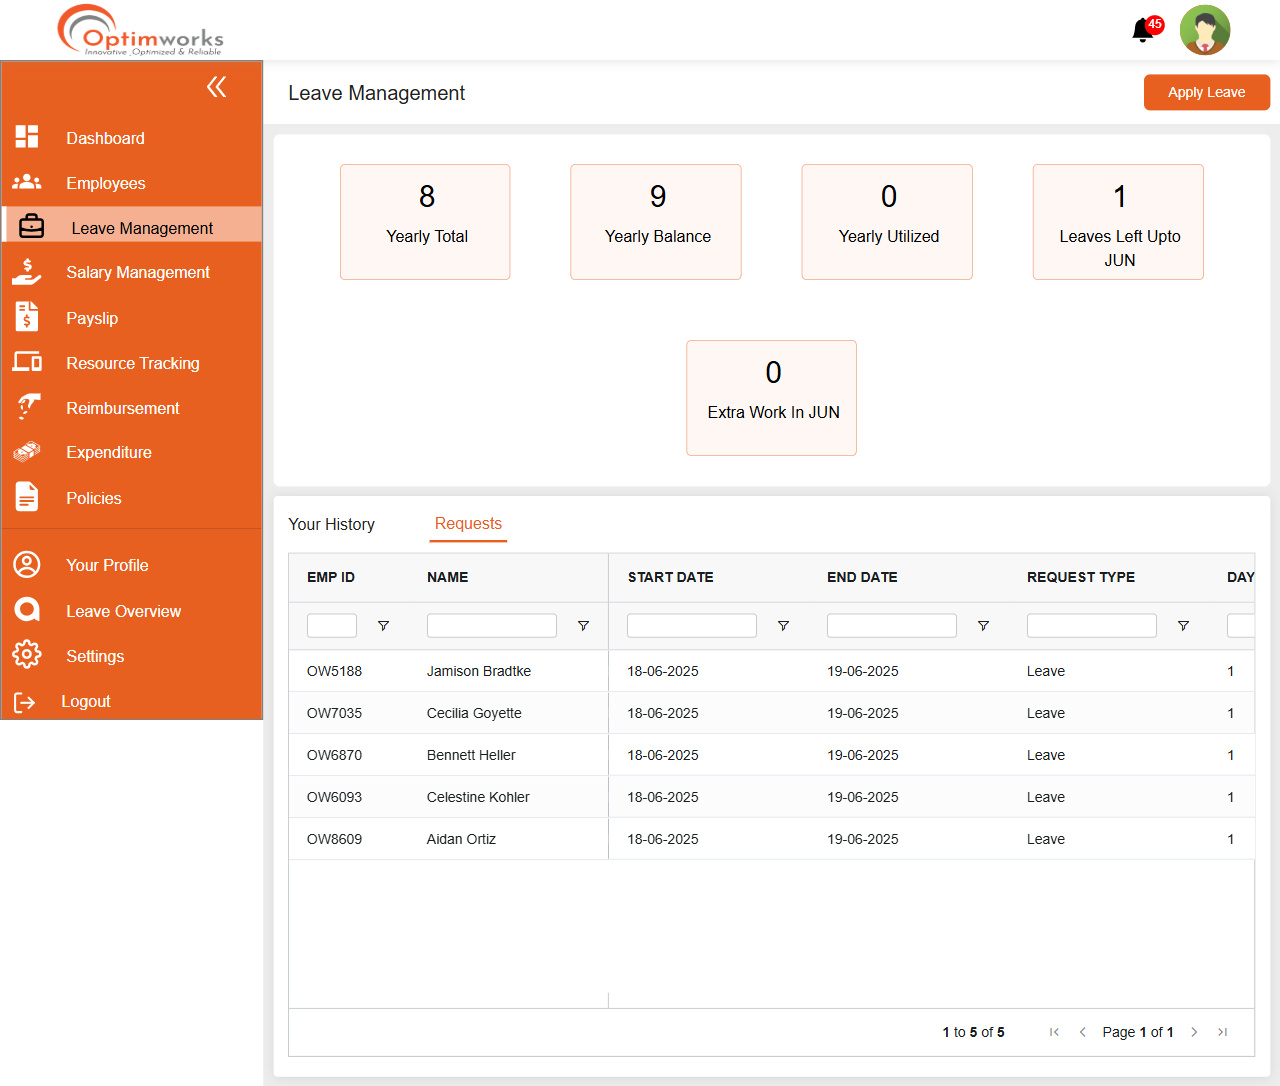 Optimworks
Innovative ,Optimized & Reliable
45
Leave Management
Apply Leave
Dashboard
Employees
Leave Management
Salary Management
Payslip
Resource Tracking
Reimbursement
Expenditure
Policies
Your Profile
Leave Overview
Settings
Logout
8
Yearly Total
9
Yearly Balance
0
Yearly Utilized
1
Leaves Left Upto
JUN
0
Extra Work In JUN
Your History Requests
EMP ID NAME START DATE END DATE REQUEST TYPE DAY
OW5188 Jamison Bradtke 18-06-2025 19-06-2025 Leave 1
OW7035 Cecilia Goyette 18-06-2025 19-06-2025 Leave 1
OW6870 Bennett Heller 18-06-2025 19-06-2025 Leave 1
OW6093 Celestine Kohler 18-06-2025 19-06-2025 Leave 1
OW8609 Aidan Ortiz 18-06-2025 19-06-2025 Leave 1
1 to 5 of 5 Page 1 of 1